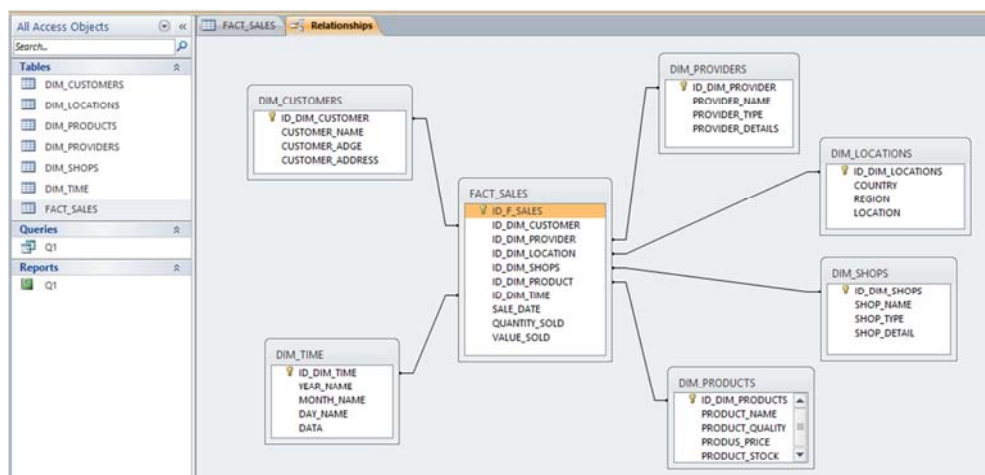 All Access Objects
Search...
Tables
DIM_CUSTOMERS
DIM_LOCATIONS
DIM_PRODUCTS
DIM_PROVIDERS
DIM_SHOPS
DIM_TIME
FACT_SALES
Queries
Q1
Reports
Q1
FACT_SALES
Relationships
DIM_CUSTOMERS
ID_DIM_CUSTOMER
CUSTOMER_NAME
CUSTOMER_ADGE
CUSTOMER_ADDRESS
DIM_PROVIDERS
ID_DIM_PROVIDER
PROVIDER_NAME
PROVIDER_TYPE
PROVIDER_DETAILS
DIM_LOCATIONS
ID_DIM_LOCATIONS
COUNTRY
REGION
LOCATION
FACT_SALES
ID_F_SALES
ID_DIM_CUSTOMER
ID_DIM_PROVIDER
ID_DIM_LOCATION
ID_DIM_SHOPS
ID_DIM_PRODUCT
ID_DIM_TIME
SALE_DATE
QUANTITY_SOLD
VALUE_SOLD
DIM_SHOPS
ID_DIM_SHOPS
SHOP_NAME
SHOP_TYPE
SHOP_DETAIL
DIM_TIME
ID_DIM_TIME
YEAR_NAME
MONTH_NAME
DAY_NAME
DATA
DIM_PRODUCTS
ID_DIM_PRODUCTS
PRODUCT_NAME
PRODUCT_QUALITY
PRODUS_PRICE
PRODUCT_STOCK